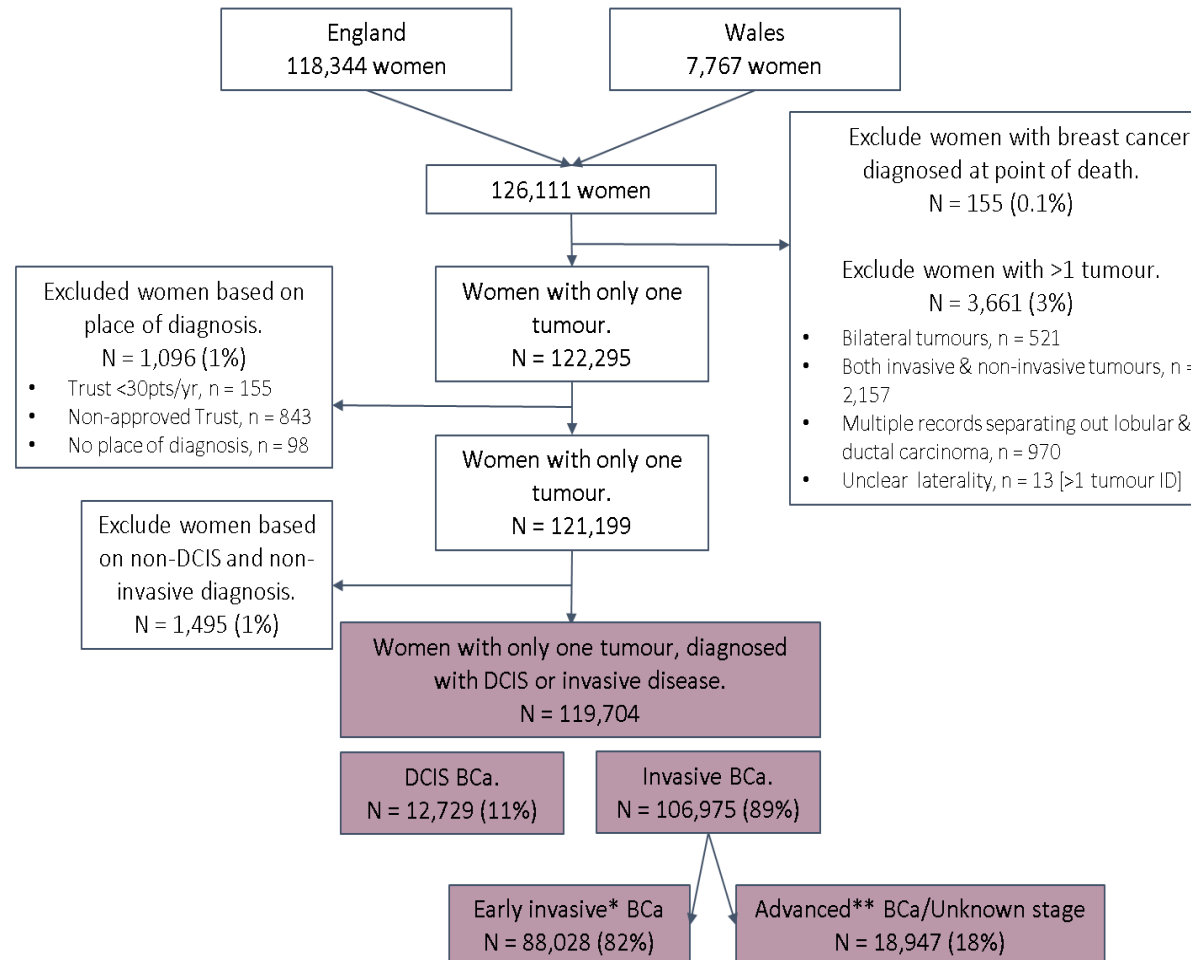 England
118,344 women
Wales
7,767 women
126,111 women
Exclude women with breast cancer
diagnosed at point of death.
N = 155 (0.1%)
Exclude women with >1 tumour.
N = 3,661 (3%)
• Bilateral tumours, n = 521
• Both invasive & non-invasive tumours, n =
2,157
• Multiple records separating out lobular &
ductal carcinoma, n = 970
• Unclear laterality, n = 13 [>1 tumour ID]
Women with only one
tumour.
N = 122,295
Excluded women based on
place of diagnosis.
N = 1,096 (1%)
• Trust <30pts/yr, n = 155
• Non-approved Trust, n = 843
• No place of diagnosis, n = 98
Women with only one
tumour.
N = 121,199
Exclude women based
on non-DCIS and non-
invasive diagnosis.
N = 1,495 (1%)
Women with only one tumour, diagnosed
with DCIS or invasive disease.
N = 119,704
DCIS BCa.
N = 12,729 (11%)
Invasive BCa.
N = 106,975 (89%)
Early invasive* BCa
N = 88,028 (82%)
Advanced** BCa/Unknown stage
N = 18,947 (18%)